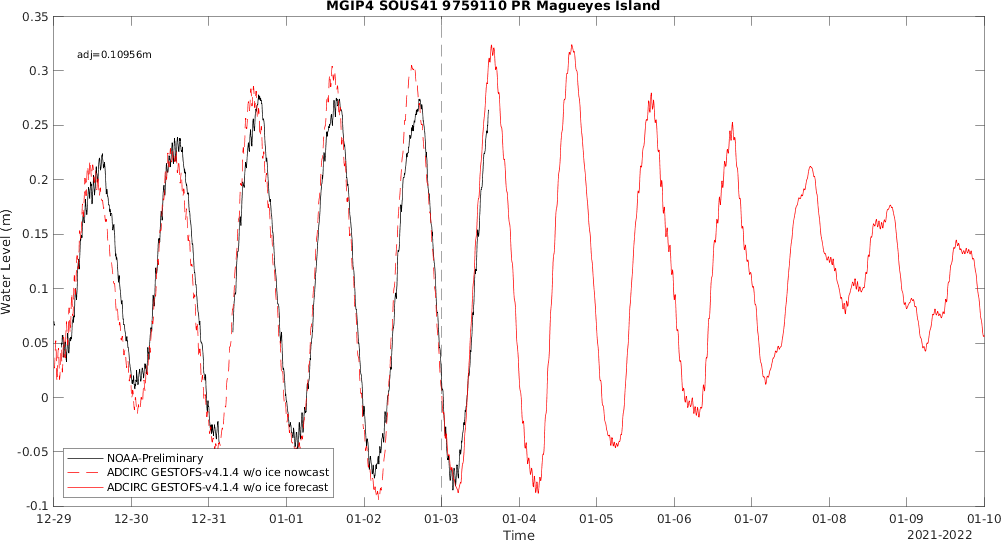 MGIP4 SOUS41 9759110 PR Magueyes Island
adj=0.10956m
Water Level (m)
0.35
0.3
0.25
0.2
0.15
0.1
0.05
0
-0.05
-0.1
NOAA-Preliminary
ADCIRC GESTOFS-v4.1.4 w/o ice nowcast
ADCIRC GESTOFS-v4.1.4 w/o ice forecast
12-29 12-30 12-31 01-01 01-02 01-03 01-04 01-05 01-06 01-07 01-08 01-09 01-10
Time
2021-2022